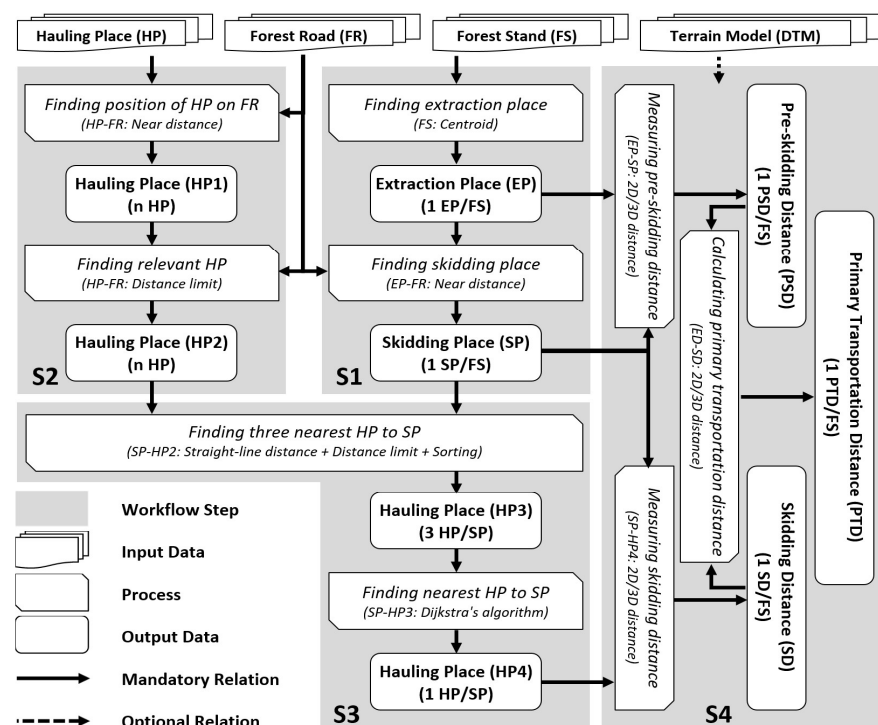 Hauling Place (HP)
Forest Road (FR)
Forest Stand (FS)
Terrain Model (DTM)
Finding position of HP on FR
(HP-FR: Near distance)
Hauling Place (HP1)
(n HP)
Finding relevant HP
(HP-FR: Distance limit)
Hauling Place (HP2)
(n HP)
S2
Finding extraction place
(FS: Centroid)
Extraction Place (EP)
(1 EP/FS)
Finding skidding place
(EP-FR: Near distance)
Skidding Place (SP)
(1 SP/FS)
S1
Finding three nearest HP to SP
(SP-HP2: Straight-line distance + Distance limit + Sorting)
Hauling Place (HP3)
(3 HP/SP)
Finding nearest HP to SP
(SP-HP3: Dijkstra's algorithm)
Hauling Place (HP4)
(1 HP/SP)
S3
Measuring pre-skidding distance
(EP-SP: 2D/3D distance)
Pre-skidding Distance (PSD)
(1 PSD/FS)
Calculating primary transportation distance
(ED-SD: 2D/3D distance)
Primary Transportation Distance (PTD)
(1 PTD/FS)
Measuring skidding distance
(SP-HP4: 2D/3D distance)
Skidding Distance (SD)
(1 SD/FS)
S4
Workflow Step
Input Data
Process
Output Data
Mandatory Relation
Optional Relation